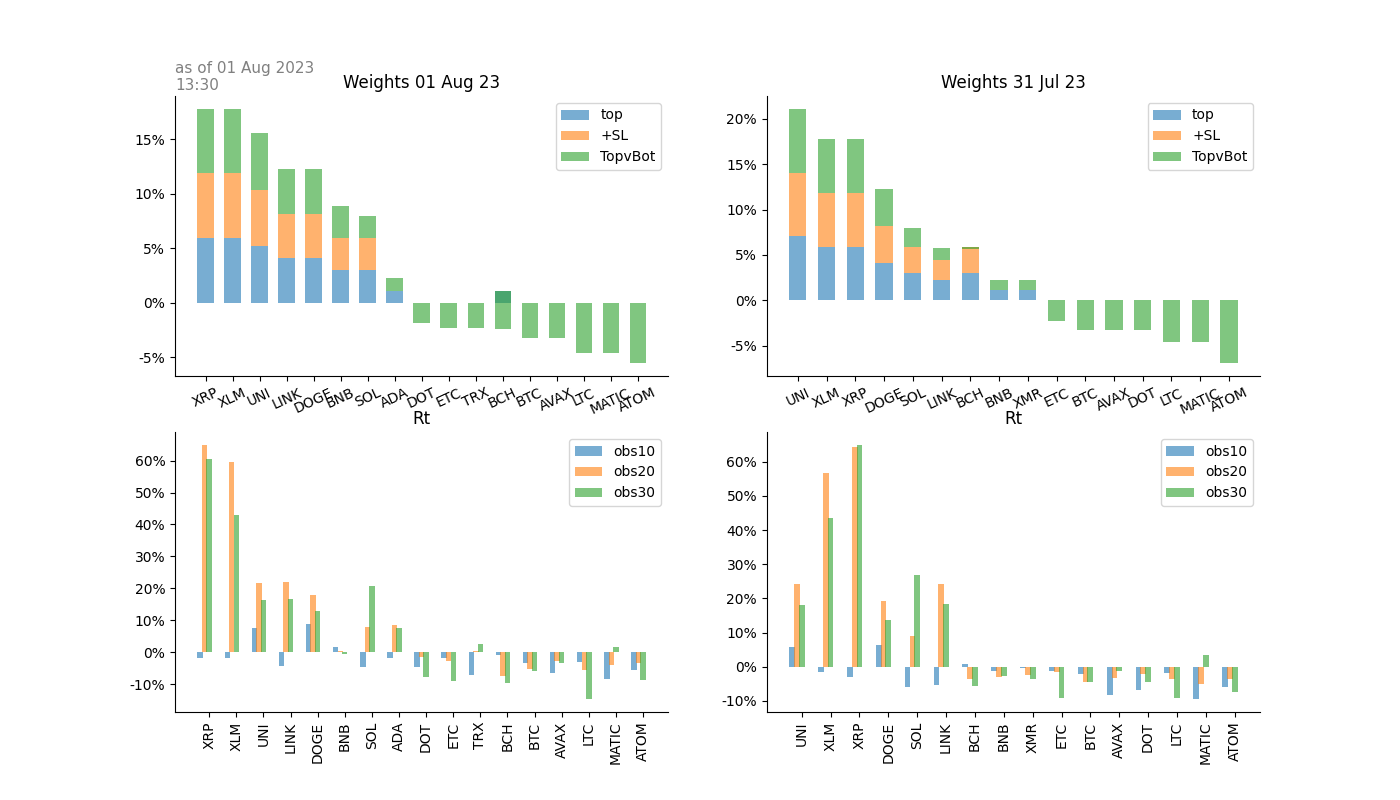 as of 01 Aug 2023
13:30
Weights 01 Aug 23
top
+SL
TopvBot
15%
10%
5%
0%
-5%
XRP XLM UNI LINK DOGE BNB SOL ADA DOT ETC TRX BCH BTC AVAX LTC MATIC ATOM
Weights 31 Jul 23
top
+SL
TopvBot
20%
15%
10%
5%
0%
-5%
UNI XLM XRP DOGE SOL LINK BCH BNB XMR ETC BTC AVAX DOT LTC MATIC ATOM
Rt
obs10
obs20
obs30
60%
50%
40%
30%
20%
10%
0%
-10%
XRP XLM UNI LINK DOGE BNB SOL ADA DOT ETC TRX BCH BTC AVAX LTC MATIC ATOM
Rt
obs10
obs20
obs30
60%
50%
40%
30%
20%
10%
0%
-10%
UNI XLM XRP DOGE SOL LINK BCH BNB XMR ETC BTC AVAX DOT LTC MATIC ATOM